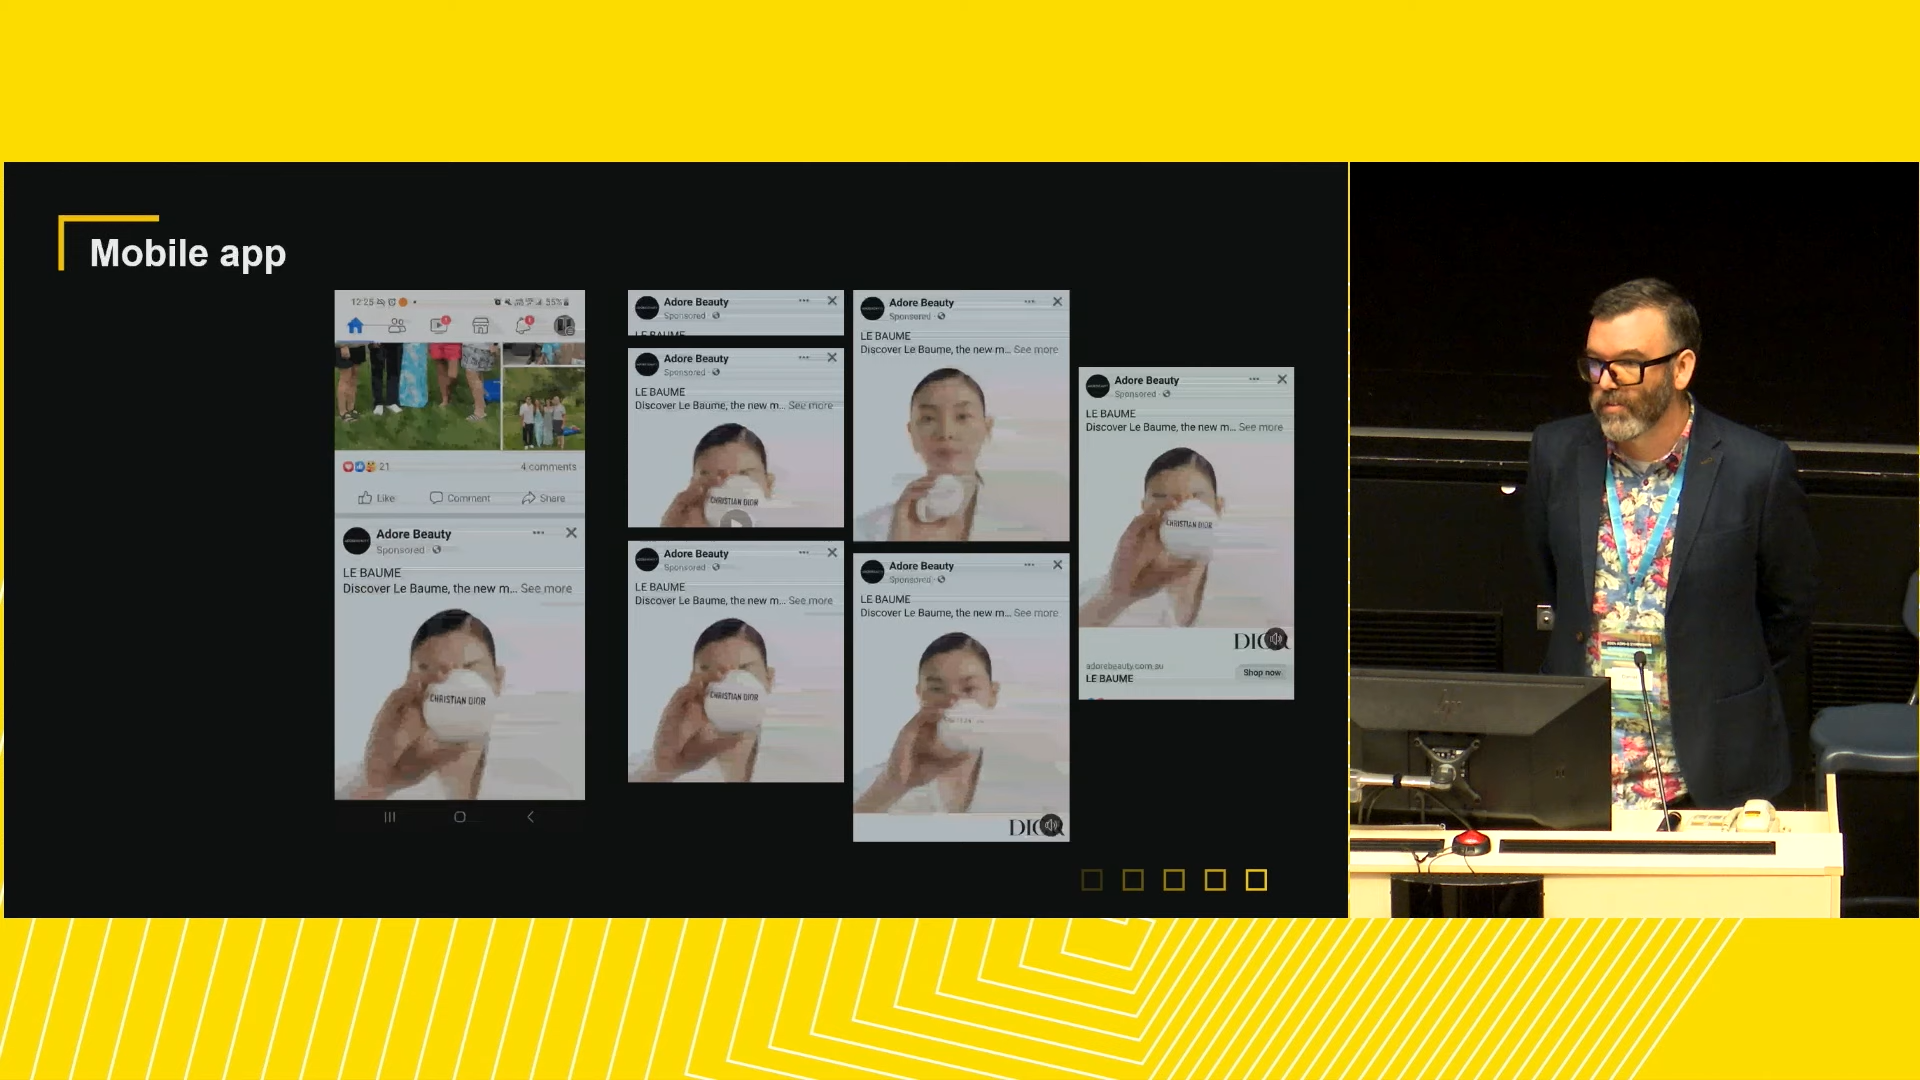 Mobile app
12:25
55%
21
4 comments
Like
Comment
Share
Adore Beauty
Sponsored
LE BAUME
Discover Le Baume, the new m... See more
CHRISTIAN DIOR
Adore Beauty
Sponsored
LE BAUME
Adore Beauty
Sponsored
LE BAUME
Discover Le Baume, the new m... See more
CHRISTIAN DIOR
Adore Beauty
Sponsored
LE BAUME
Discover Le Baume, the new m... See more
CHRISTIAN DIOR
Adore Beauty
Sponsored
LE BAUME
Discover Le Baume, the new m... See more
Adore Beauty
Sponsored
LE BAUME
Discover Le Baume, the new m... See more
DIOR
Adore Beauty
Sponsored
LE BAUME
Discover Le Baume, the new m... See more
CHRISTIAN DIOR
DIOR
adorebeauty.com.au
LE BAUME
Shop now